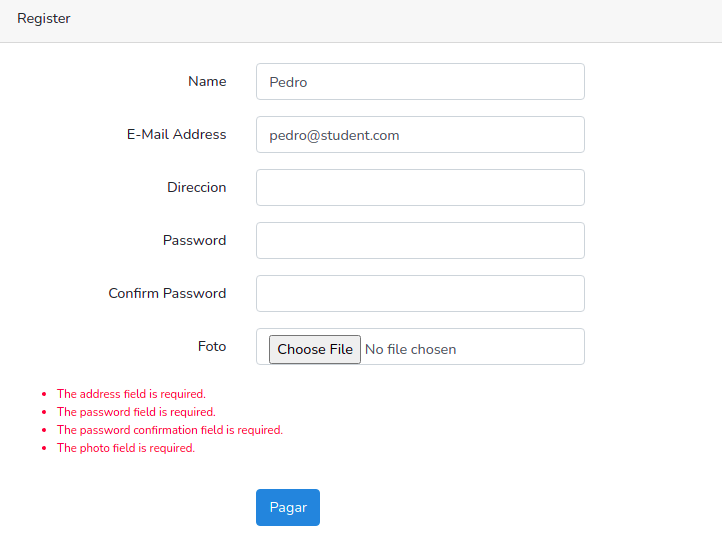 Register
Name Pedro
E-Mail Address pedro@student.com
Direccion
Password
Confirm Password
Foto Choose File No file chosen
• The address field is required.
• The password field is required.
• The password confirmation field is required.
• The photo field is required.
Pagar